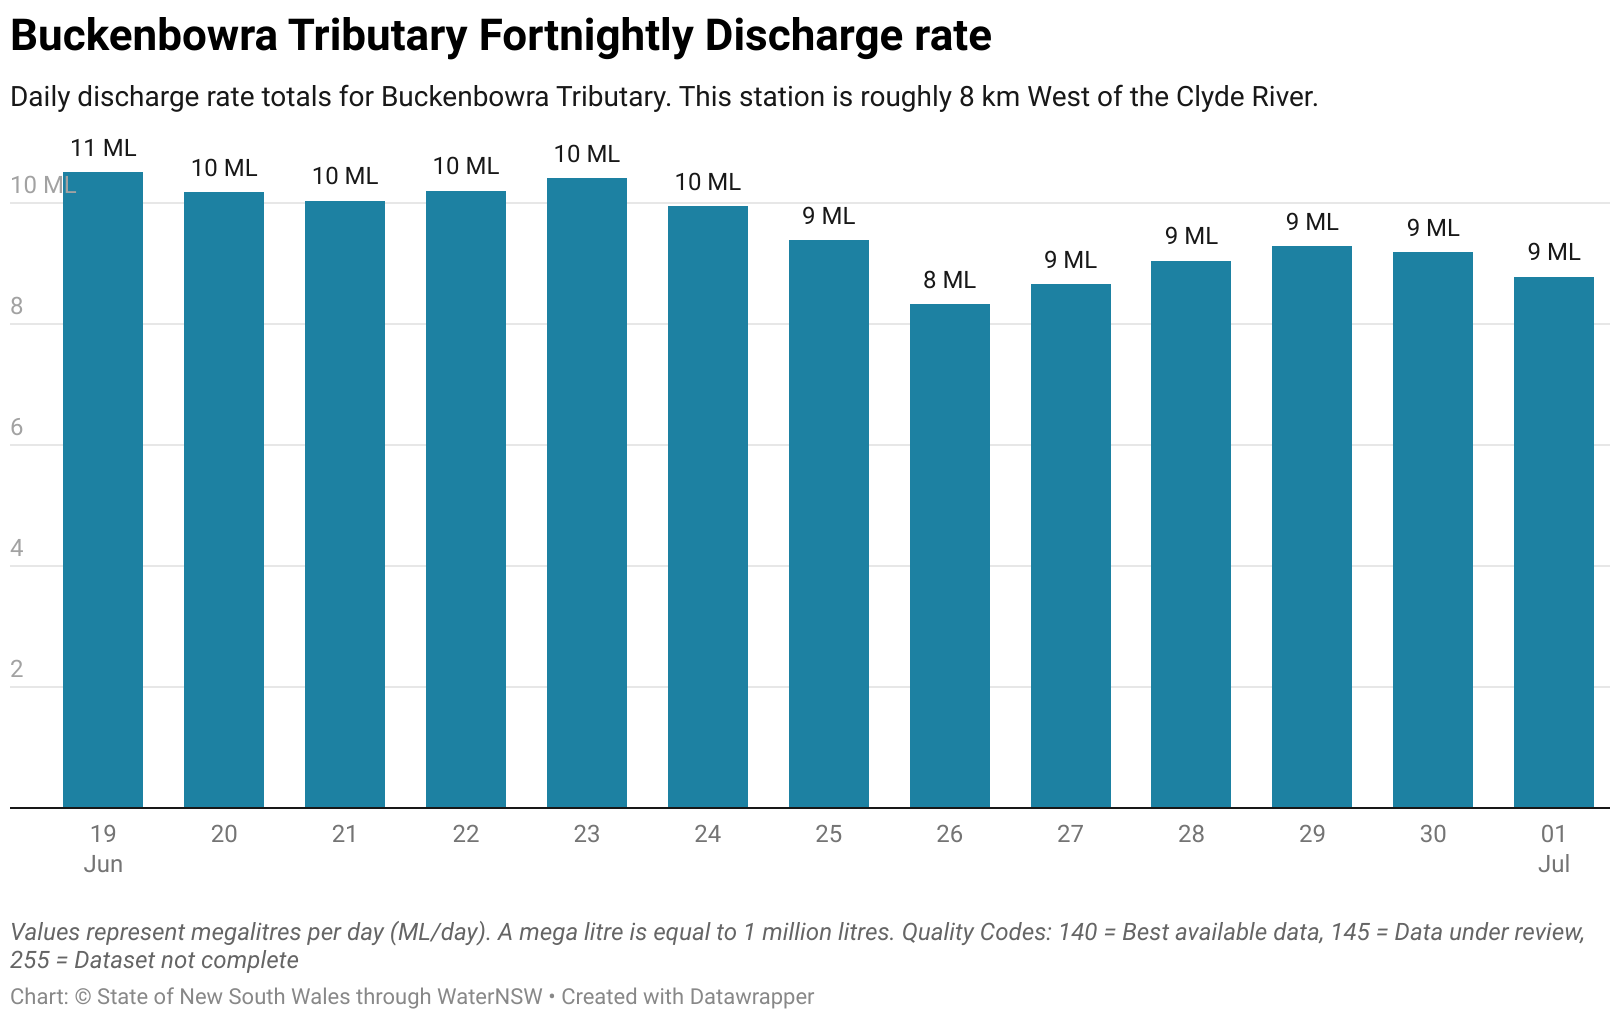 Buckenbowra Tributary Fortnightly Discharge rate
Daily discharge rate totals for Buckenbowra Tributary. This station is roughly 8 km West of the Clyde River.
11 ML
10 ML
10 ML
10 ML
10 ML
10 ML
9 ML
8 ML
9 ML
9 ML
9 ML
9 ML
9 ML
10 ML
8
6
4
2
19 20 21 22 23 24 25 26 27 28 29 30 01
Jun Jul
Values represent megalitres per day (ML/day). A mega litre is equal to 1 million litres. Quality Codes: 140 = Best available data, 145 = Data under review,
255 = Dataset not complete
Chart: © State of New South Wales through WaterNSW • Created with Datawrapper